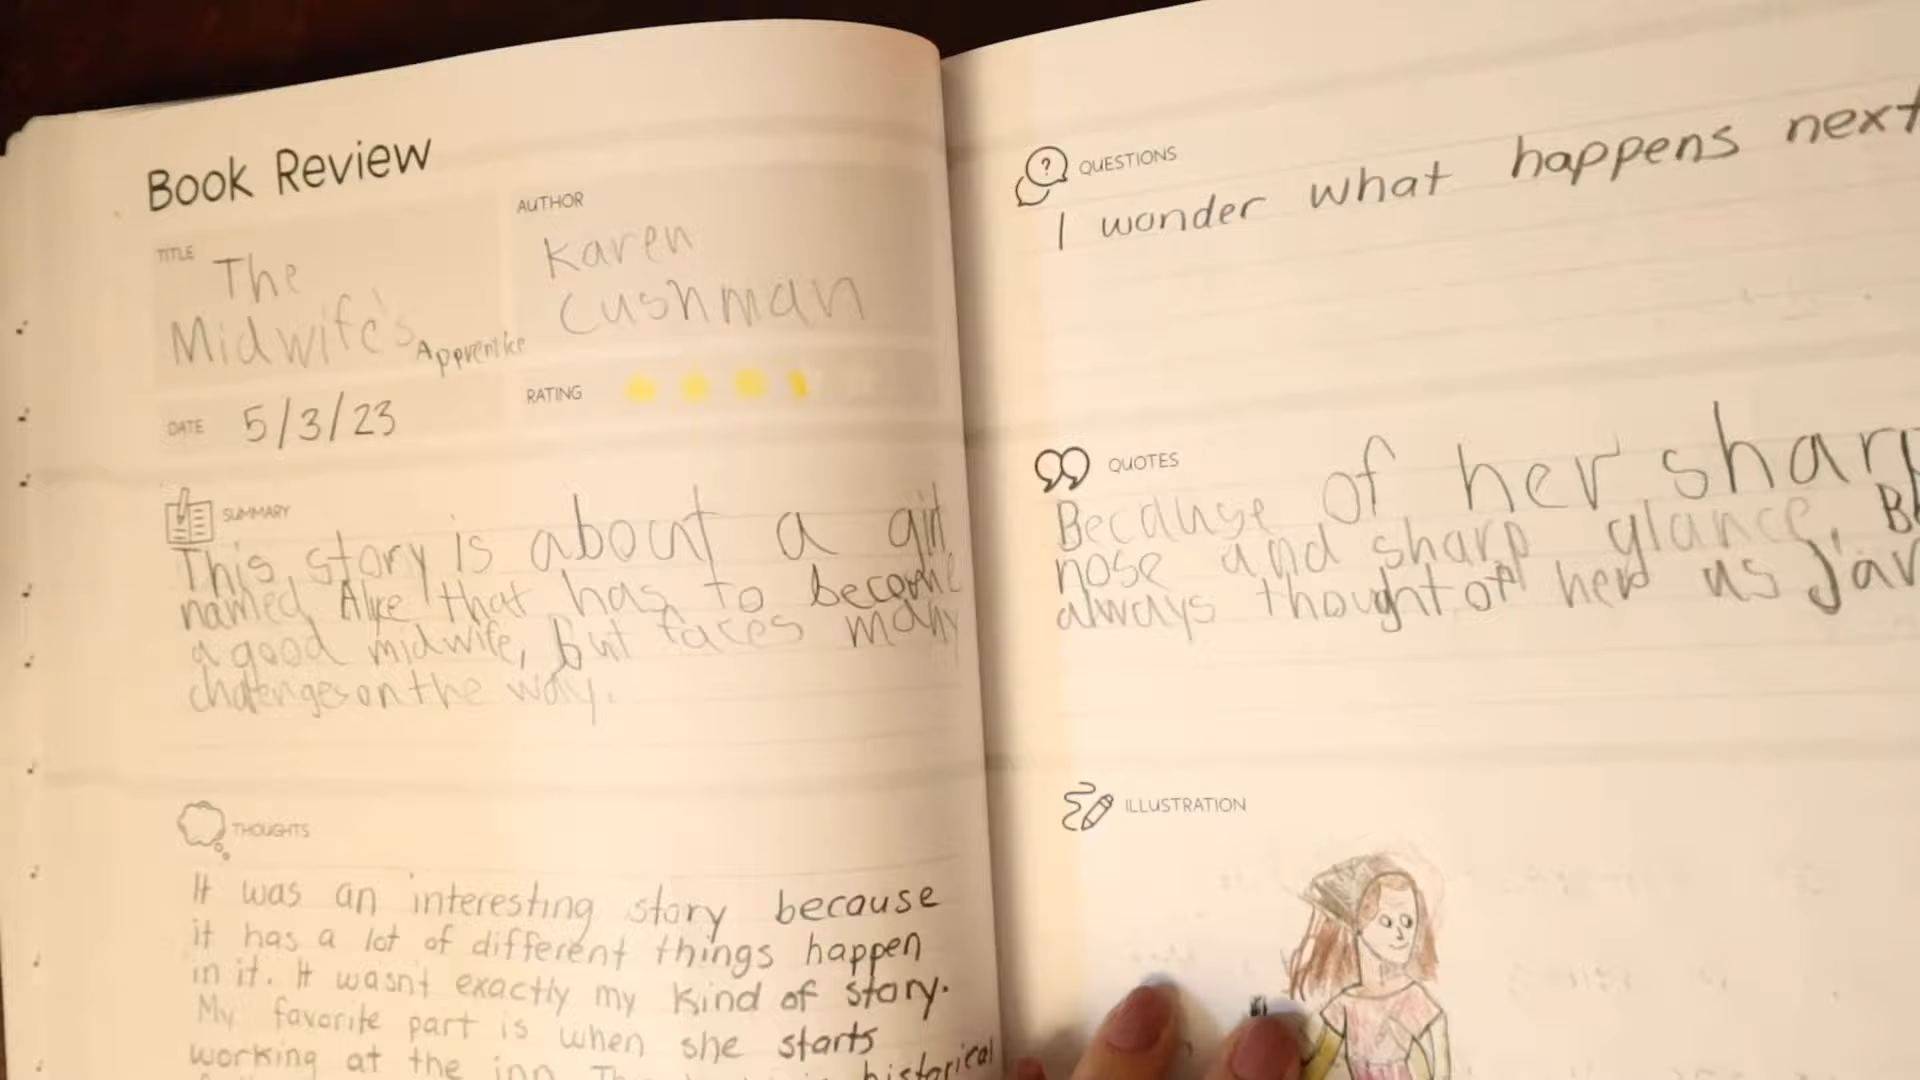 Book Review
TITLE
The
Midwife's Apprentice
AUTHOR
Karen
Cushman
DATE 5/3/23
RATING
SUMMARY
This story is about a girl
named Alice that has to become
a good midwife, but faces many
on the way.
THOUGHTS
It was an interesting story because
it has a lot of different things happen
in it. It wasnt exactly my kind of story.
My favorite part is when she starts
working at the inn. historical
QUESTIONS
I wonder what happens next
QUOTES
Because of her sharp
nose and sharp glance,
always thought of her as
ILLUSTRATION